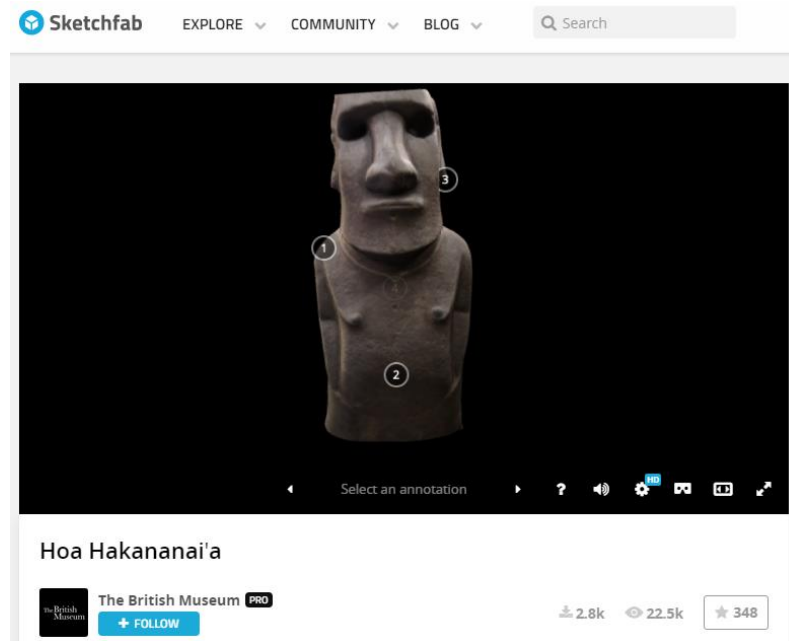 Sketchfab EXPLORE COMMUNITY BLOG Search
3
1
4
2
Select an annotation ? HD
Hoa Hakananai'a
The British Museum The British Museum PRO
+ FOLLOW 2.8k 22.5k 348